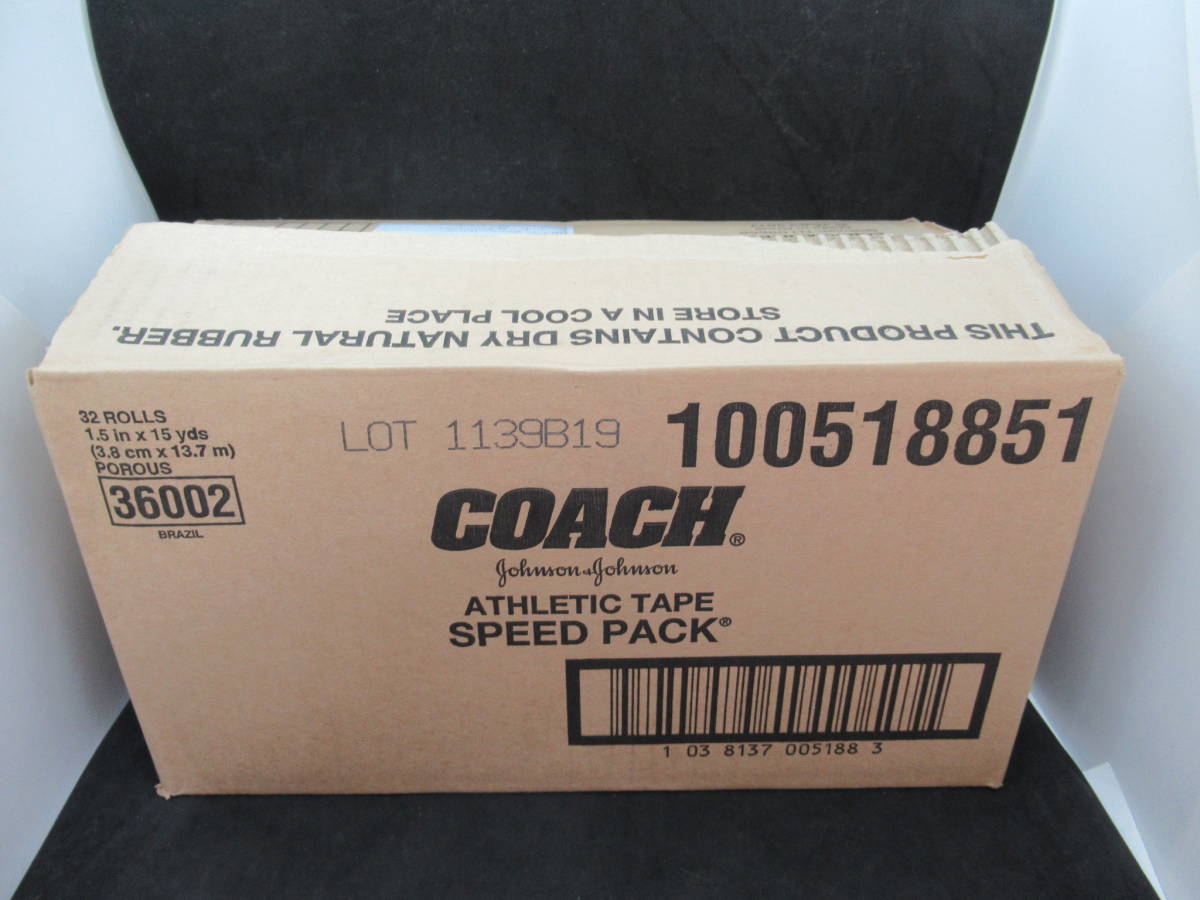 THIS PRODUCT CONTAINS DRY NATURAL RUBBER.
STORE IN A COOL PLACE
32 ROLLS
1.5 in x 15 yds
(3.8 cm x 13.7 m)
POROUS
36002
BRAZIL
LOT 1139B19
100518851
COACH®
Johnson & Johnson
ATHLETIC TAPE
SPEED PACK®
1 03 8137 005188 3